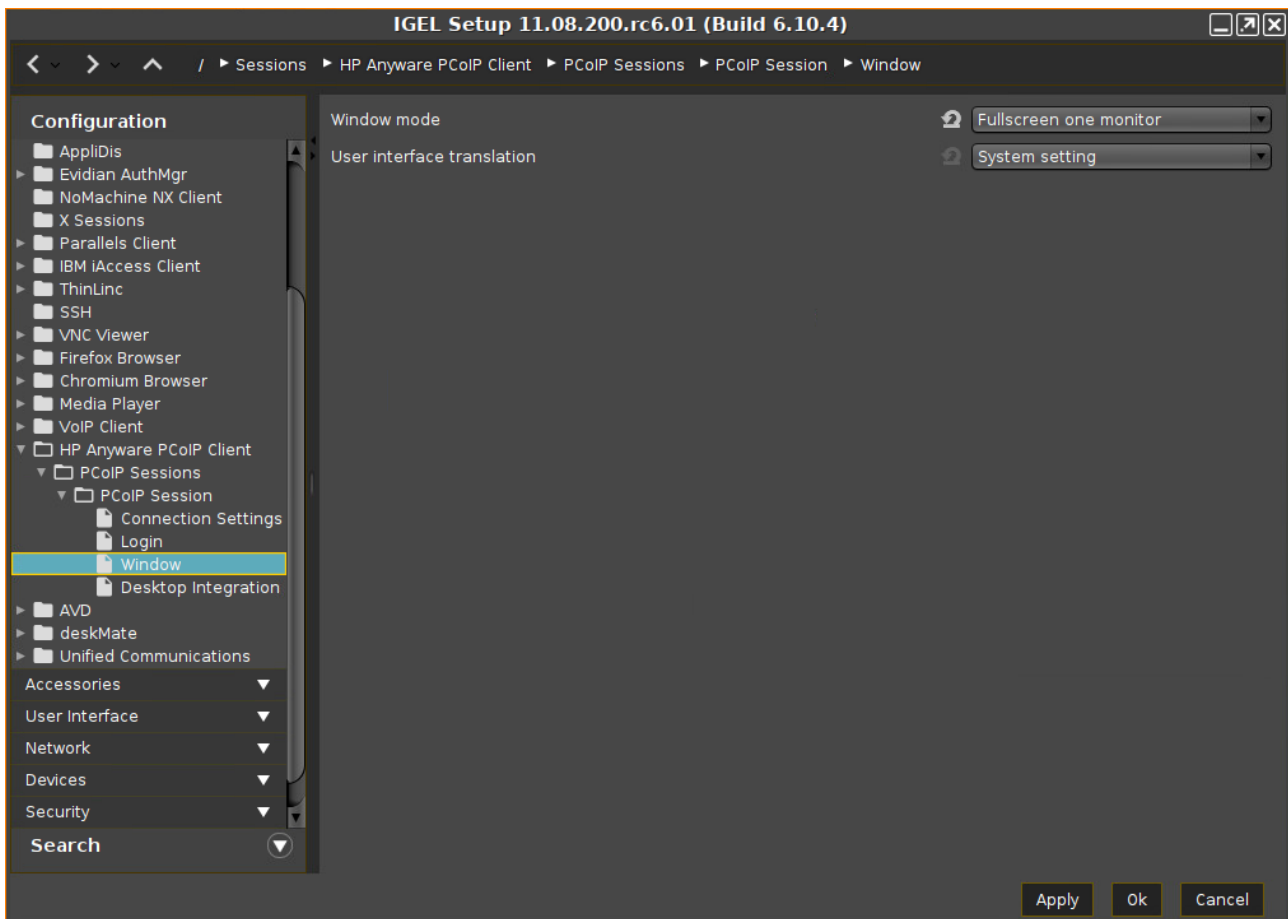 IGEL Setup 11.08.200.rc6.01 (Build 6.10.4)
/ Sessions HP Anyware PCoIP Client PCoIP Sessions PCoIP Session Window
Configuration
AppliDis
Evidian AuthMgr
NoMachine NX Client
X Sessions
Parallels Client
IBM iAccess Client
ThinLinc
SSH
VNC Viewer
Firefox Browser
Chromium Browser
Media Player
VoIP Client
HP Anyware PCoIP Client
PCoIP Sessions
PCoIP Session
Connection Settings
Login
Window
Desktop Integration
AVD
deskMate
Unified Communications
Accessories
User Interface
Network
Devices
Security
Search
Window mode Fullscreen one monitor
User interface translation System setting
Apply Ok Cancel